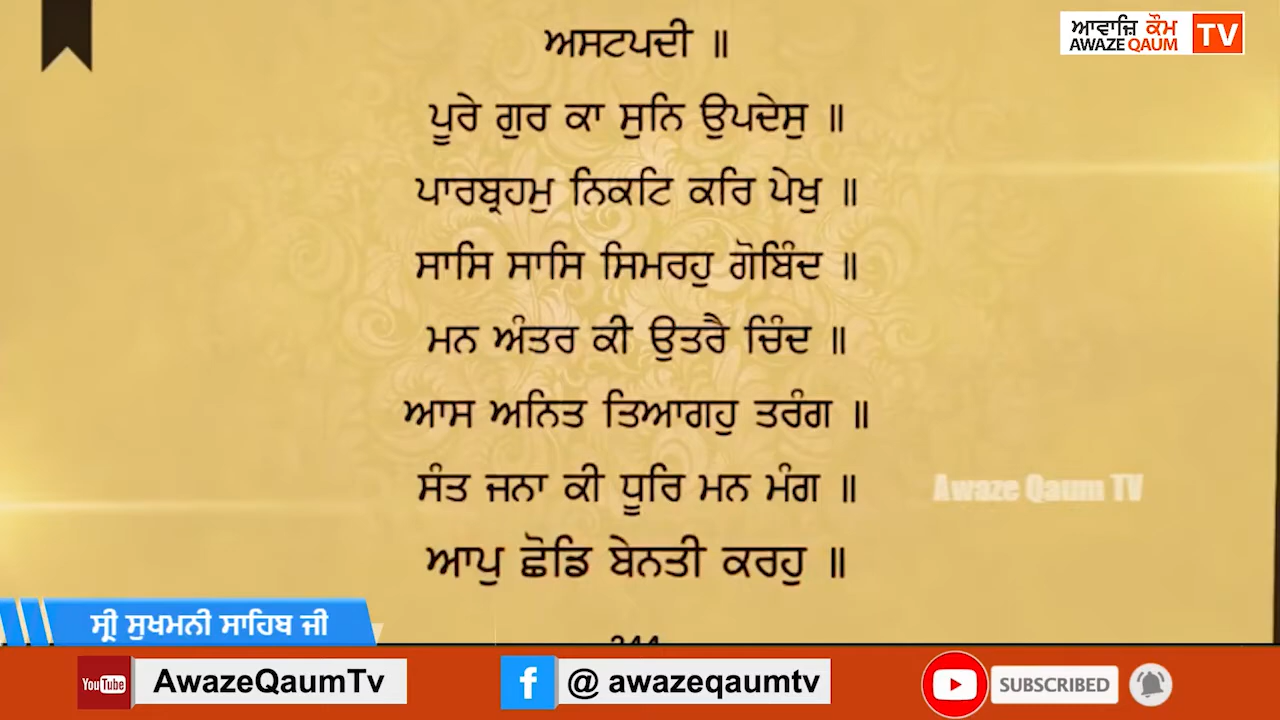 ਆਵਾਜ਼ਿ ਕੌਮ
AWAZE QAUM TV
ਅਸਟਪਦੀ ॥
ਪੂਰੇ ਗੁਰ ਕਾ ਸੁਨਿ ਉਪਦੇਸੁ ॥
ਪਾਰਬ੍ਰਹਮੁ ਨਿਕਟਿ ਕਰਿ ਪੇਖੁ ॥
ਸਾਸਿ ਸਾਸਿ ਸਿਮਰਹੁ ਗੋਬਿੰਦ ॥
ਮਨ ਅੰਤਰ ਕੀ ਉਤਰੈ ਚਿੰਦ ॥
ਆਸ ਅਨਿਤ ਤਿਆਗਹੁ ਤਰੰਗ ॥
ਸੰਤ ਜਨਾ ਕੀ ਧੂਰਿ ਮਨ ਮੰਗ ॥
Awaze Qaum TV
ਆਪੁ ਛੋਡਿ ਬੇਨਤੀ ਕਰਹੁ ॥
ਸ੍ਰੀ ਸੁਖਮਨੀ ਸਾਹਿਬ ਜੀ
YouTube AwazeQaumTv
f @ awazeqaumtv
SUBSCRIBED